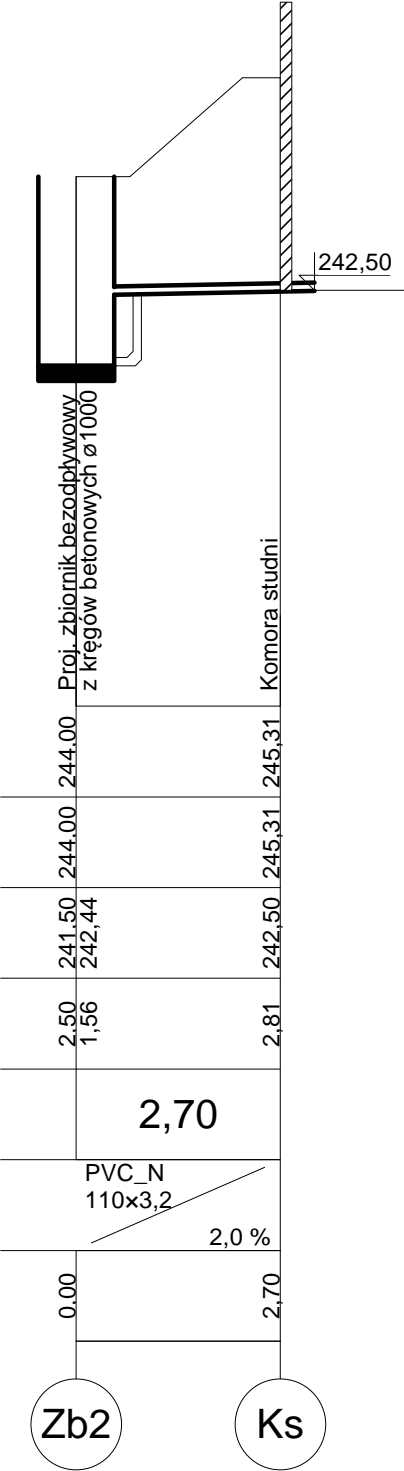 242,50
Proj. zbiornik bezodpływowy
z kręgów betonowych ø1000
Komora studni
244.00
245,31
244.00
245,31
241.50
242,44
242,50
2.50
1,56
2,81
2,70
PVC_N
110×3,2
2,0 %
0.00
2,70
Zb2
Ks